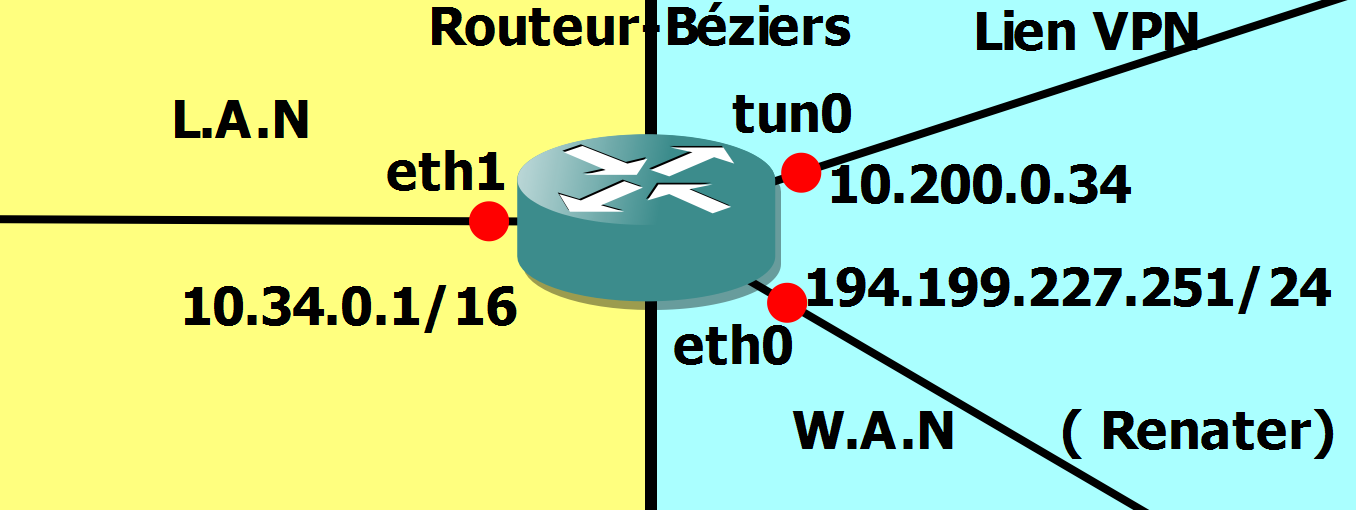 Routeur-Béziers
Lien VPN
L.A.N
tun0
eth1
10.200.0.34
10.34.0.1/16
194.199.227.251/24
eth0
W.A.N ( Renater)